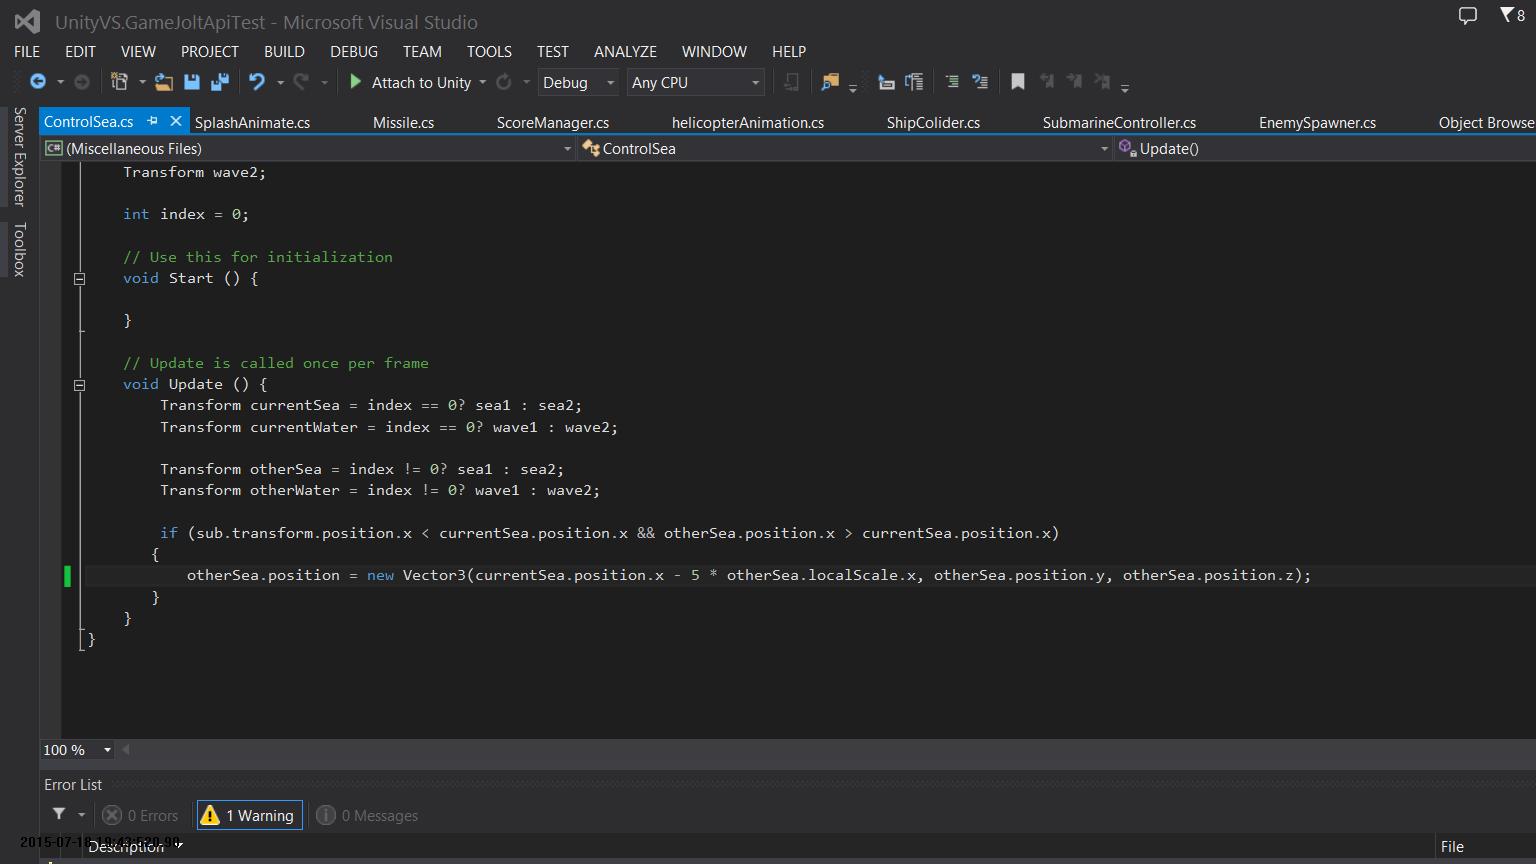 UnityVS.GameJoltApiTest - Microsoft Visual Studio
8
FILE EDIT VIEW PROJECT BUILD DEBUG TEAM TOOLS TEST ANALYZE WINDOW HELP
Attach to Unity Debug Any CPU
Server Explorer
Toolbox
ControlSea.cs SplashAnimate.cs Missile.cs ScoreManager.cs helicopterAnimation.cs ShipColider.cs SubmarineController.cs EnemySpawner.cs Object Browse
C# (Miscellaneous Files) ControlSea Update()
Transform wave2;
int index = 0;
// Use this for initialization
void Start () {
}
// Update is called once per frame
void Update () {
Transform currentSea = index == 0? sea1 : sea2;
Transform currentWater = index == 0? wave1 : wave2;
Transform otherSea = index != 0? sea1 : sea2;
Transform otherWater = index != 0? wave1 : wave2;
if (sub.transform.position.x < currentSea.position.x && otherSea.position.x > currentSea.position.x)
{
otherSea.position = new Vector3(currentSea.position.x - 5 * otherSea.localScale.x, otherSea.position.y, otherSea.position.z);
}
}
}
100 %
Error List
0 Errors 1 Warning 0 Messages
Description File